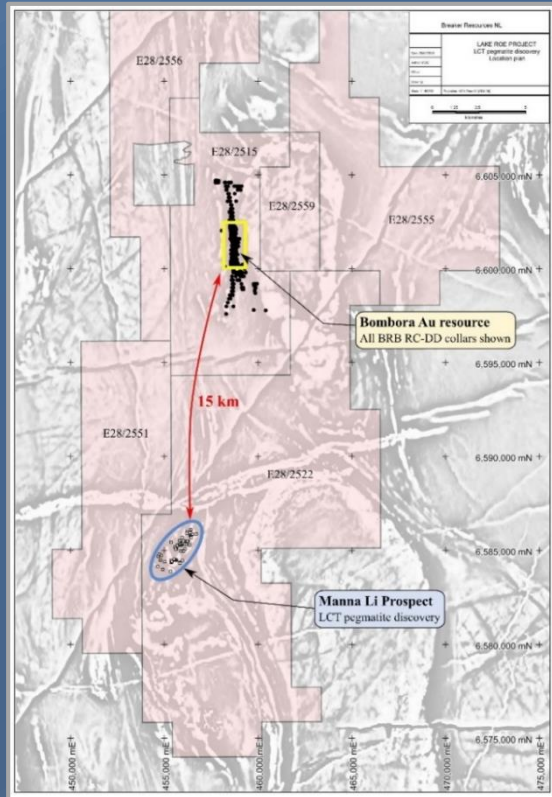 Breaker Resources NL
LAKE ROE PROJECT
LCT pegmatite discovery
Location plan
E28/2556
E28/2515
E28/2559
E28/2555
6,605,000 mN
6,600,000 mN
Bombora Au resource
All BRB RC-DD collars shown
6,595,000 mN
15 km
E28/2551
E28/2522
6,590,000 mN
6,585,000 mN
Manna Li Prospect
LCT pegmatite discovery
6,580,000 mN
6,575,000 mN
450,000 mE
455,000 mE
460,000 mE
465,000 mE
470,000 mE
475,000 mE